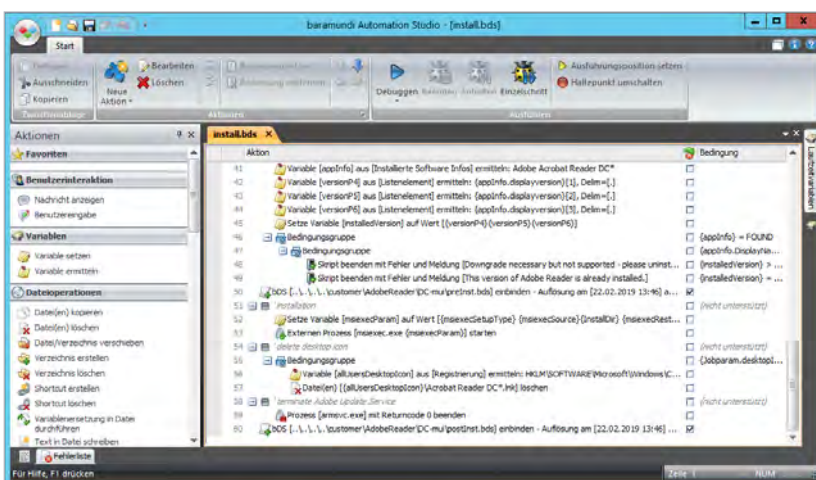 baramundi Automation Studio - [install.bds]
Start
Ausschneiden
Kopieren
Neue
Aktion
Bearbeiten
Löschen
Debuggen
Einzelschritt
Ausführungsposition setzen
Haltepunkt umschalten
Zwischenablage
Aktionen
Ausführen
Aktionen
install.bds
Favoriten
Benutzerinteraktion
Nachricht anzeigen
Benutzereingabe
Variablen
Variable setzen
Variable ermitteln
Dateioperationen
Datei(en) kopieren
Datei(en) löschen
Datei/Verzeichnis verschieben
Verzeichnis erstellen
Verzeichnis löschen
Shortcut erstellen
Shortcut löschen
Variablenersetzung in Datei
durchführen
Text in Datei schreiben
Aktion Bedingung
41 Variable [appInfo] aus [Installierte Software Infos] ermitteln: Adobe Acrobat Reader DC*
42 Variable [versionP4] aus [Listenelement] ermitteln: {appInfo.displayversion}[1], Delim=[.]
43 Variable [versionP5] aus [Listenelement] ermitteln: {appInfo.displayversion}[2], Delim=[.]
44 Variable [versionP6] aus [Listenelement] ermitteln: {appInfo.displayversion}[3], Delim=[.]
45 Setze Variable [installedVersion] auf Wert [{versionP4}{versionP5}{versionP6}]
46 Bedingungsgruppe {appInfo} = FOUND
47 Bedingungsgruppe {appInfo.DisplayNa...
48 Skript beenden mit Fehler und Meldung [Downgrade necessary but not supported - please uninst... {installedVersion} > ...
49 Skript beenden mit Fehler und Meldung [This version of Adobe Reader is already installed.] {installedVersion} = ...
50 bDS [..\..\..\..\customer\AdobeReader\DC-mui\preInst.bds] einbinden - Auflösung am [22.02.2019 13:46] a...
51 Installation (nicht unterstützt)
52 Setze Variable [msiexecParam] auf Wert [{msiexecSetupType} {msiexecSource}{InstallDir} {msiexecRest...
53 Externen Prozess [msiexec.exe {msiexecParam}] starten
54 delete desktop icon (nicht unterstützt)
55 Bedingungsgruppe {Jobparam.desktopI...
56 Variable [allUsersDesktopIcon] aus [Registrierung] ermitteln: HKLM\SOFTWARE\Microsoft\Windows\C...
57 Datei(en) [{allUsersDesktopIcon}\Acrobat Reader DC*.lnk] löschen
58 terminate Adobe Update Service (nicht unterstützt)
59 Prozess [armsvc.exe] mit Returncode 0 beenden
60 bDS [..\..\..\..\customer\AdobeReader\DC-mui\postInst.bds] einbinden - Auflösung am [22.02.2019 13:46] ...
Laufzeitvariablen
Fehlerliste
Für Hilfe, F1 drücken
Zeile 1
NUM